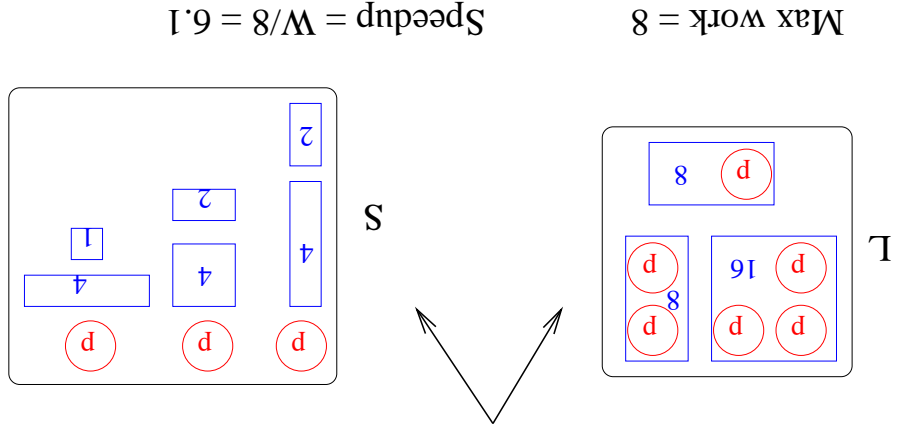 L
p p p
8
p 16 p
p 8
S
p p p
4 4 4
2 2 1
Max work = 8
Speedup = W/8 = 6.1